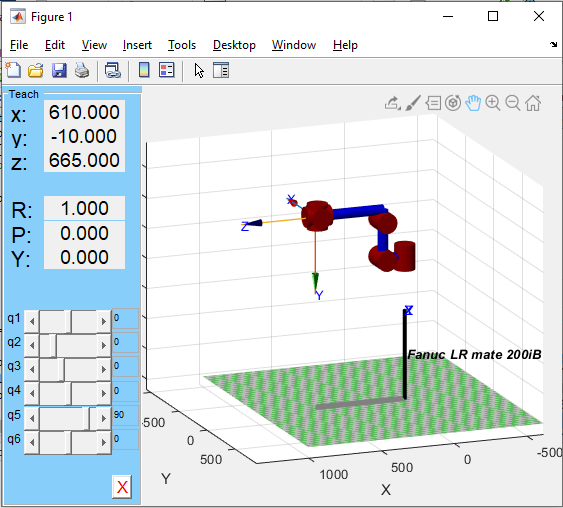 Figure 1
File Edit View Insert Tools Desktop Window Help
Teach
x: 610.000
y: -10.000
z: 665.000
R: 1.000
P: 0.000
Y: 0.000
q1 0
q2 0
q3 0
q4 0
q5 90
q6 0
X
X
Z
Y
Z
Fanuc LR mate 200iB
-500
0
500
Y
1000
500
0
-500
X